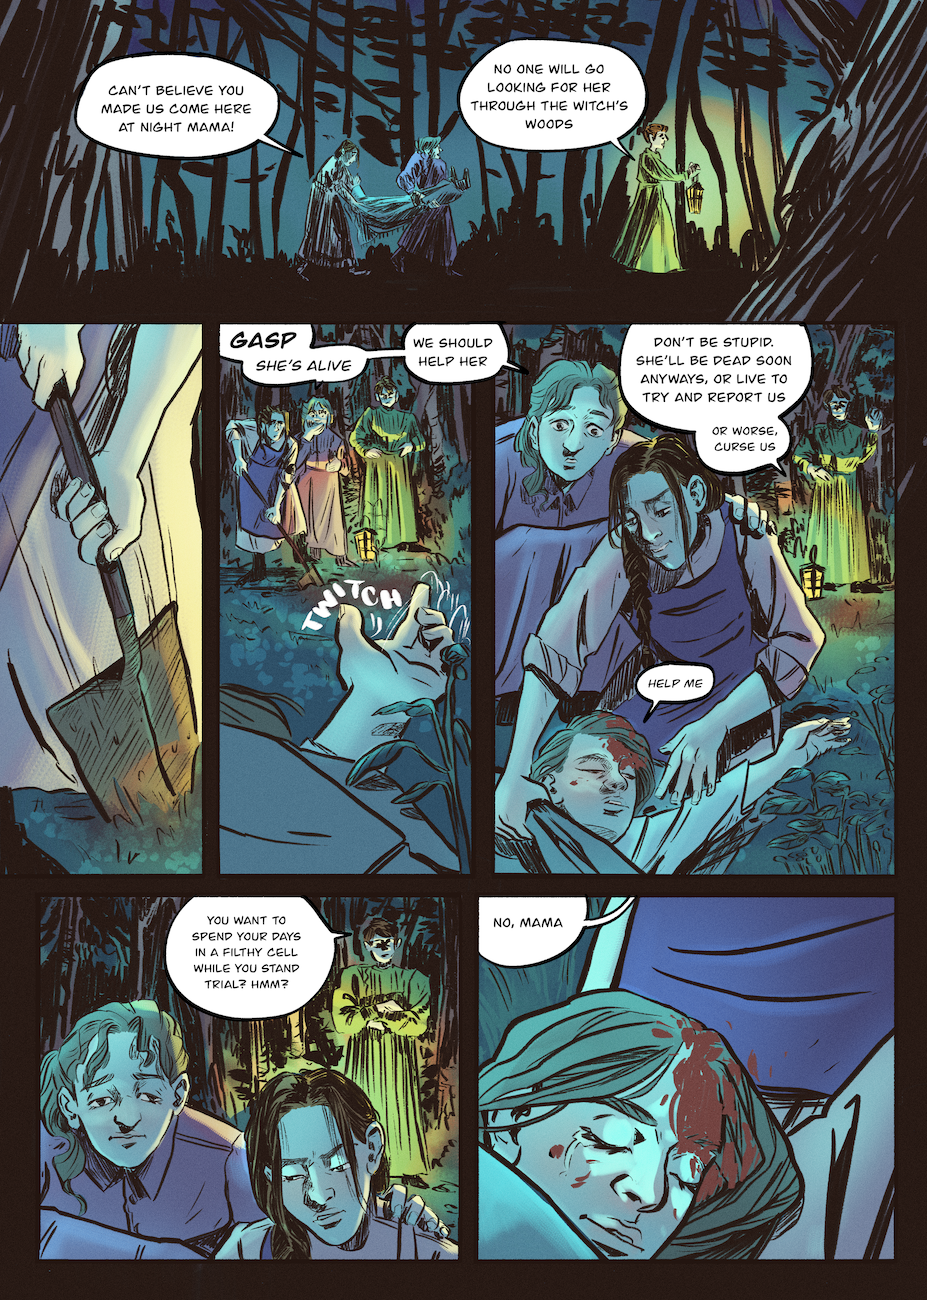 CAN'T BELIEVE YOU
MADE US COME HERE
AT NIGHT MAMA!
NO ONE WILL GO
LOOKING FOR HER
THROUGH THE WITCH'S
WOODS
GASP
SHE'S ALIVE
WE SHOULD
HELP HER
TWITCH
DON'T BE STUPID.
SHE'LL BE DEAD SOON
ANYWAYS, OR LIVE TO
TRY AND REPORT US
OR WORSE,
CURSE US
HELP ME
YOU WANT TO
SPEND YOUR DAYS
IN A FILTHY CELL
WHILE YOU STAND
TRIAL? HMM?
NO, MAMA